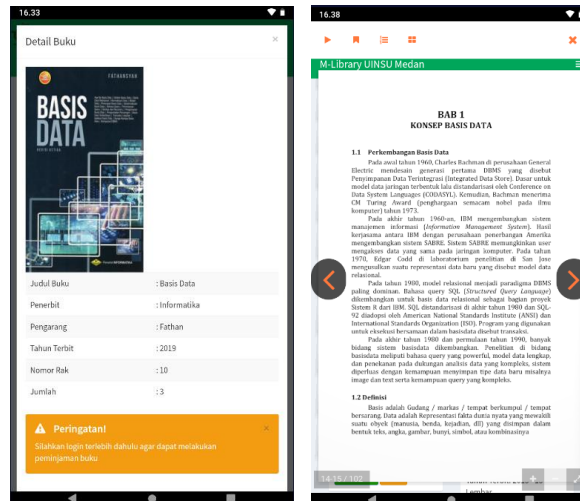 16.33
Detail Buku
×
FATHANSYAH
BASIS
DATA
Judul Buku : Basis Data
Penerbit : Informatika
Pengarang : Fathan
Tahun Terbit : 2019
Nomor Rak : 10
Jumlah : 3
Peringatan! ×
Silahkan login terlebih dahulu agar dapat melakukan
peminjaman buku
16.38
M-Library UINSU Medan
BAB 1
KONSEP BASIS DATA
1.1 Perkembangan Basis Data
Pada awal tahun 1960, Charles Bachman di perusahaan General
Electric mendesain generasi pertama DBMS yang disebut
Penyimpanan Data Terintegrasi (Integrated Data Store). Dasar untuk
model data jaringan terbentuk lalu distandarisasi oleh Conference on
Data System Languages (CODASYL). Kemudian, Bachman menerima
CM Turing Award (penghargaan semacam nobel pada ilmu
komputer) tahun 1973.
Pada akhir tahun 1960-an, IBM mengembangkan sistem
manajemen informasi (Information Management System). Hasil
kerjasama antara IBM dengan perusahaan penerbangan Amerika
mengembangkan sistem SABRE. Sistem SABRE memungkinkan user
mengakses data yang sama pada jaringan komputer. Pada tahun
1970, Edgar Codd di laboratorium penelitian di San Jose
mengusulkan suatu representasi data baru yang disebut model data
relasional.
Pada tahun 1980, model relasional menjadi paradigma DBMS
paling dominan. Bahasa query SQL (Structured Query Language)
dikembangkan untuk basis data relasional sebagai bagian proyek
Sistem R dari IBM. SQL distandarisasi di akhir tahun 1980 dan SQL-
92 diadopsi oleh American National Standards Institute (ANSI) dan
International Standards Organization (ISO). Program yang digunakan
untuk eksekusi bersamaan dalam basisdata disebut transaksi.
Pada akhir tahun 1980 dan permulaan tahun 1990, banyak
bidang sistem basisdata dikembangkan. Penelitian di bidang
basisdata meliputi bahasa query yang powerful, model data lengkap,
dan penekanan pada dukungan analisis data yang kompleks, sistem
diperluas dengan kemampuan menyimpan tipe data baru misalnya
image dan text serta kemampuan query yang kompleks.
1.2 Definisi
Basis adalah Gudang / markas / tempat berkumpul / tempat
bersarang. Data adalah Representasi fakta dunia nyata yang mewakili
suatu obyek (manusia, benda, kejadian, dll) yang disimpan dalam
bentuk teks, angka, gambar, bunyi, simbol, atau kombinasinya
14-15 / 102
Lembar